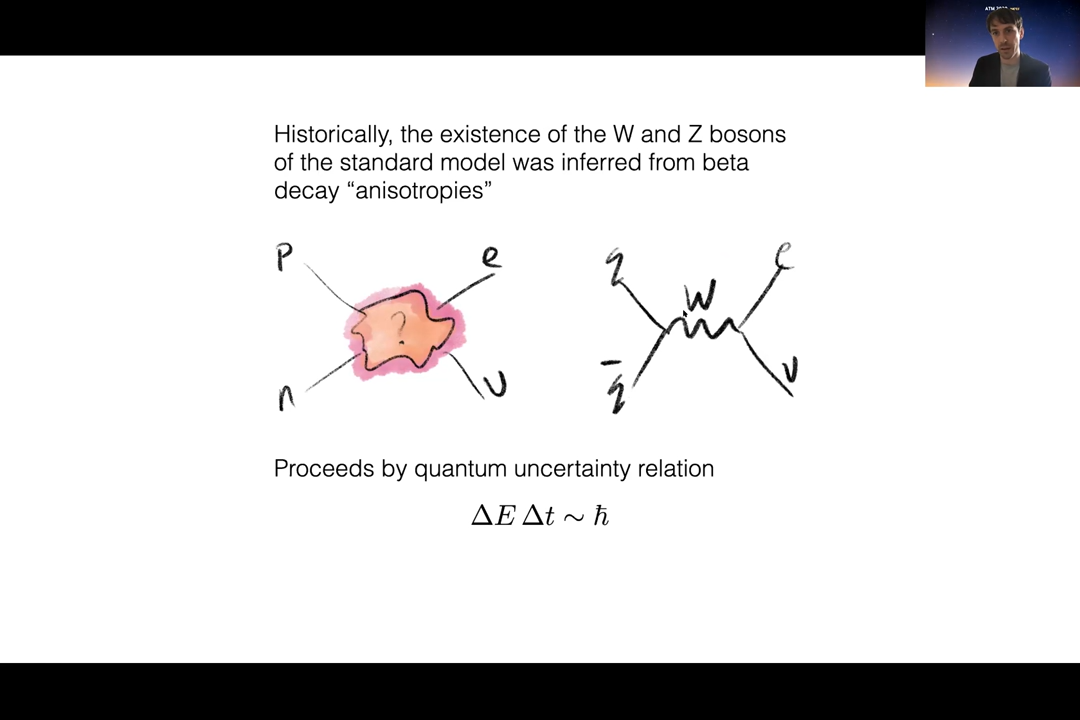 Historically, the existence of the W and Z bosons
of the standard model was inferred from beta
decay “anisotropies”
p e
?
n ν
q e
W
q̄ ν
Proceeds by quantum uncertainty relation
ΔE Δt ∼ ħ